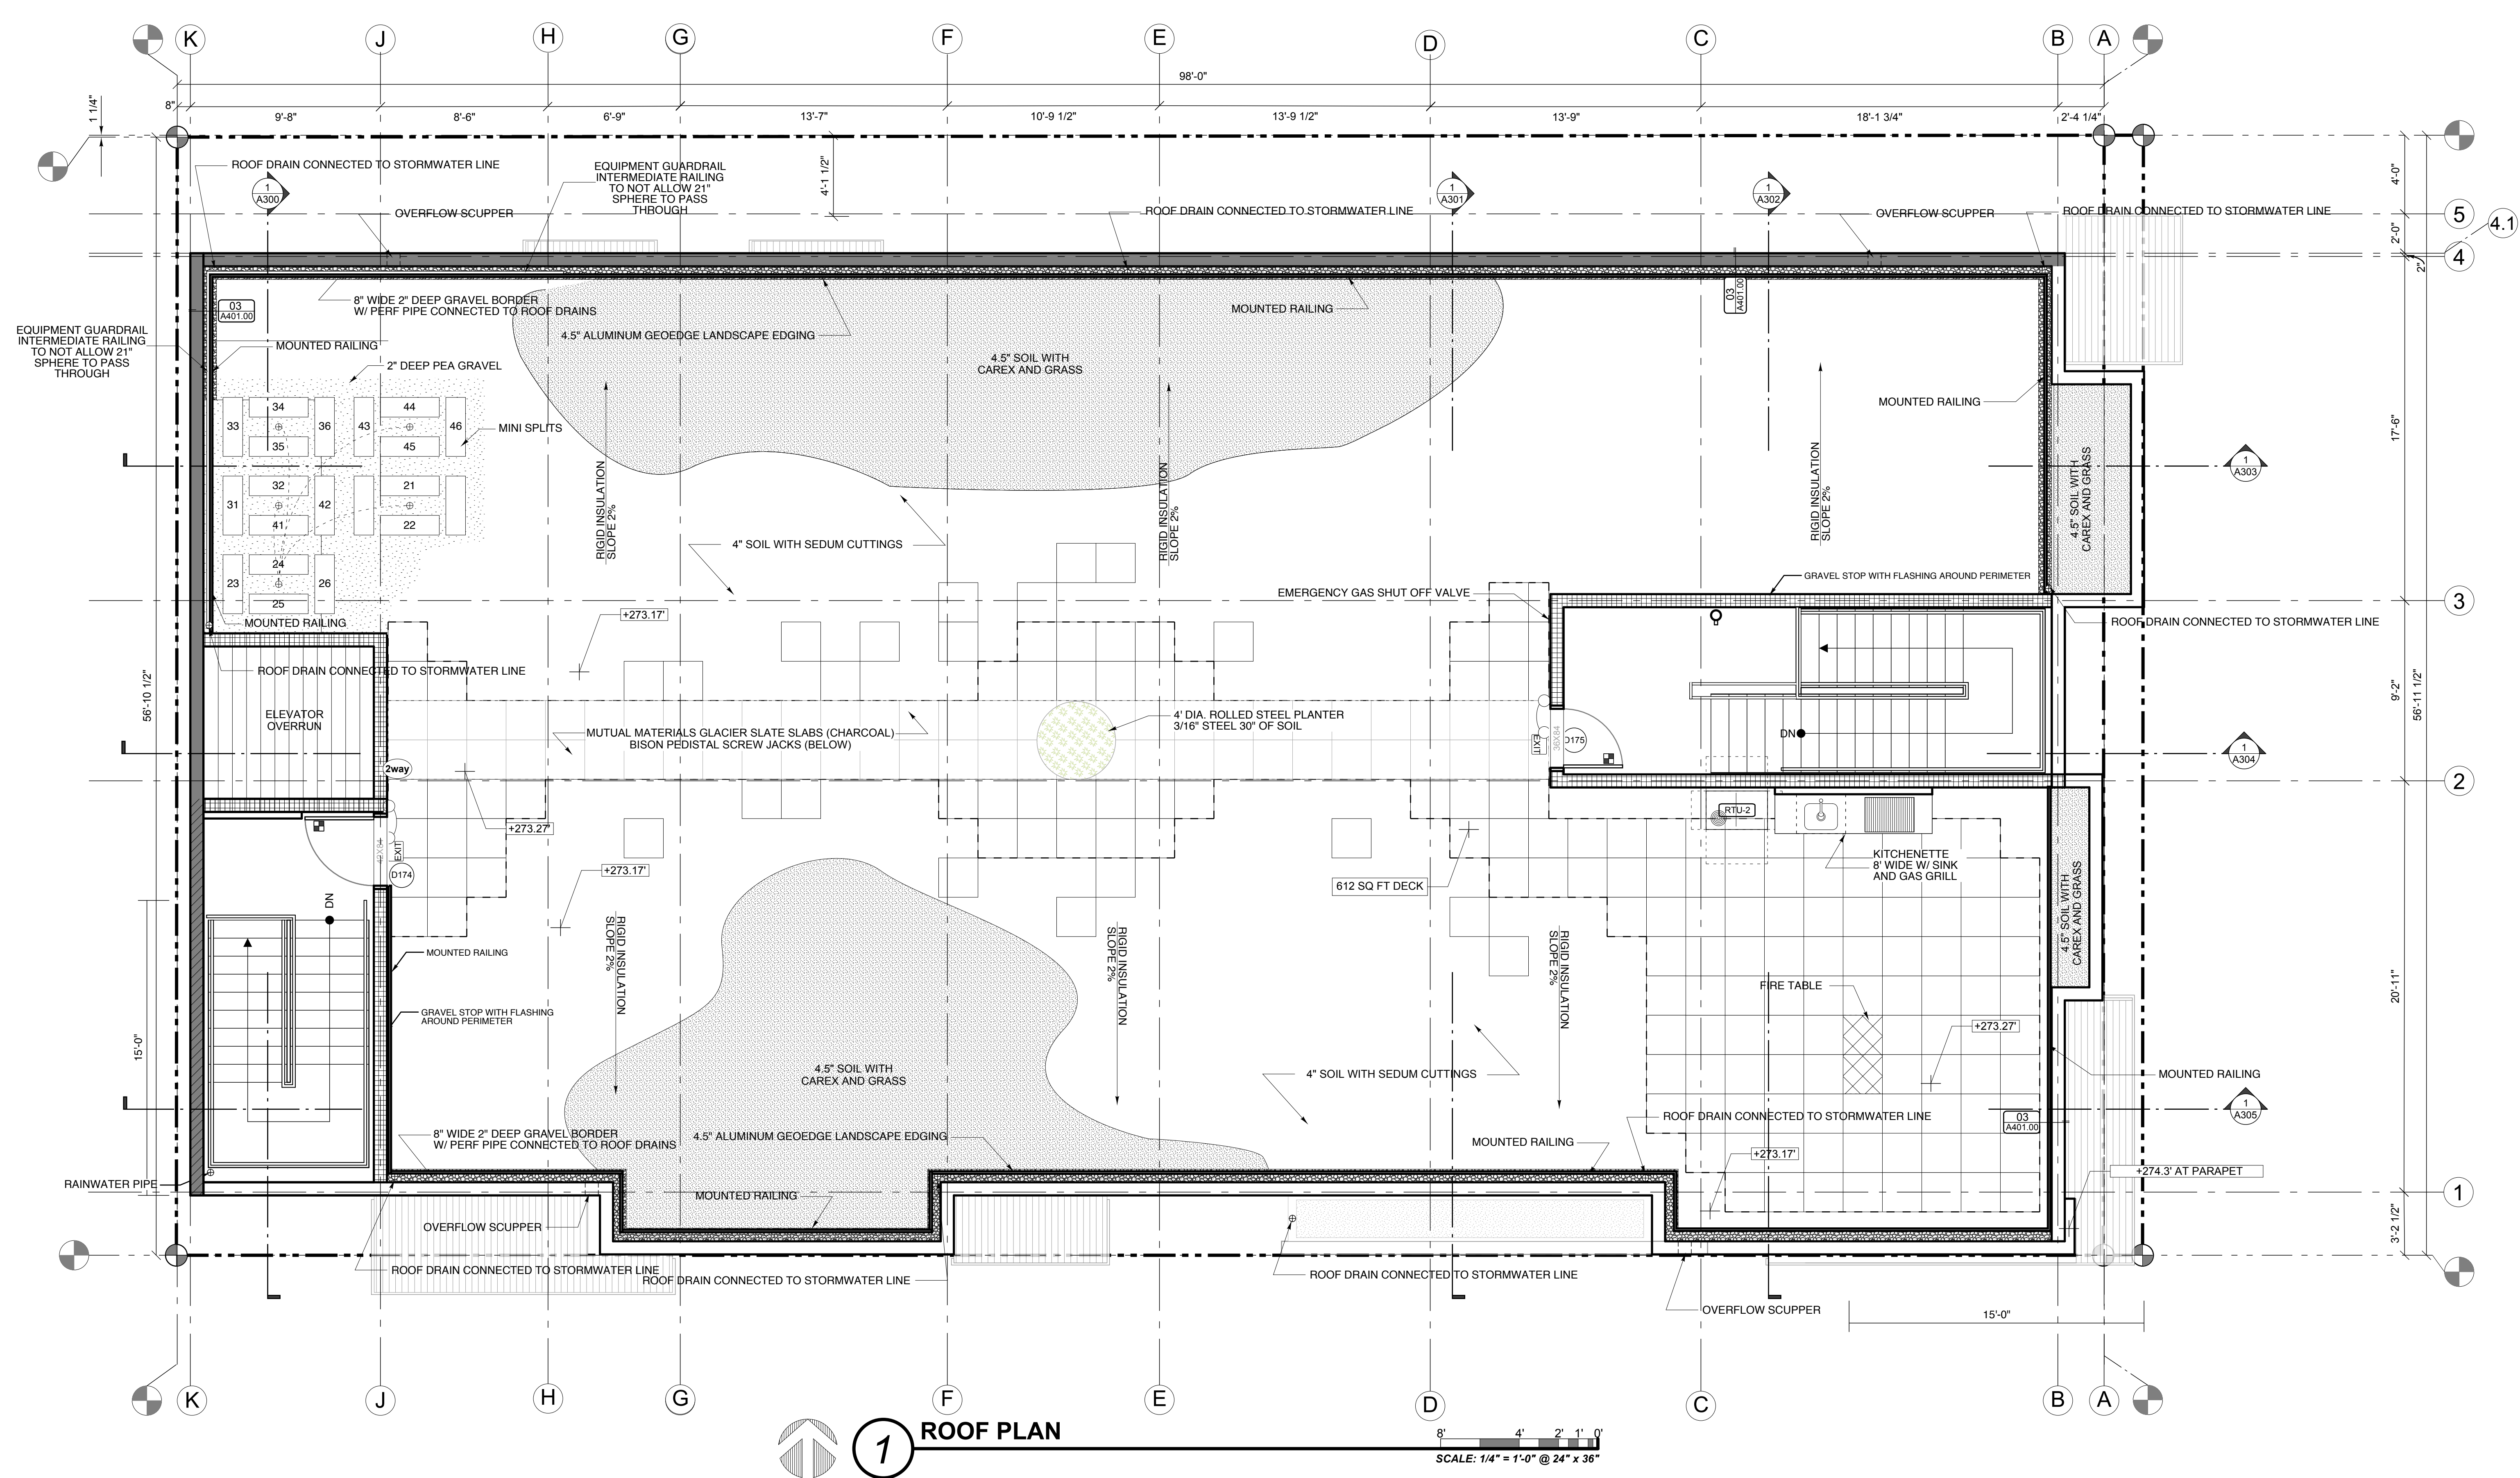 K
J
H
G
F
E
D
C
B
A
98'-0"
8"
9'-8"
8'-6"
6'-9"
13'-7"
10'-9 1/2"
13'-9 1/2"
13'-9"
18'-1 3/4"
2'-4 1/4"
1 1/4"
4'-1 1/2"
4'-0"
2'-0"
2"
17'-6"
9'-2"
56'-11 1/2"
20'-11"
3'-2 1/2"
5
4.1
4
3
2
1
ROOF DRAIN CONNECTED TO STORMWATER LINE
1
A300
OVERFLOW SCUPPER
EQUIPMENT GUARDRAIL
INTERMEDIATE RAILING
TO NOT ALLOW 21"
SPHERE TO PASS
THROUGH
ROOF DRAIN CONNECTED TO STORMWATER LINE
1
A301
1
A302
OVERFLOW SCUPPER
ROOF DRAIN CONNECTED TO STORMWATER LINE
03
A401.00
8" WIDE 2" DEEP GRAVEL BORDER
W/ PERF PIPE CONNECTED TO ROOF DRAINS
4.5" ALUMINUM GEOEDGE LANDSCAPE EDGING
MOUNTED RAILING
03
A401.00
EQUIPMENT GUARDRAIL
INTERMEDIATE RAILING
TO NOT ALLOW 21"
SPHERE TO PASS
THROUGH
MOUNTED RAILING
2" DEEP PEA GRAVEL
4.5" SOIL WITH
CAREX AND GRASS
MOUNTED RAILING
34
44
33
36
43
46
35
45
MINI SPLITS
32
21
31
42
41
22
24
23
26
25
RIGID INSULATION
SLOPE 2%
RIGID INSULATION
SLOPE 2%
RIGID INSULATION
SLOPE 2%
4.5" SOIL WITH
CAREX AND GRASS
1
A303
4" SOIL WITH SEDUM CUTTINGS
EMERGENCY GAS SHUT OFF VALVE
GRAVEL STOP WITH FLASHING AROUND PERIMETER
+273.17'
MOUNTED RAILING
ROOF DRAIN CONNECTED TO STORMWATER LINE
ROOF DRAIN CONNECTED TO STORMWATER LINE
56'-10 1/2"
ELEVATOR
OVERRUN
MUTUAL MATERIALS GLACIER SLATE SLABS (CHARCOAL)
BISON PEDISTAL SCREW JACKS (BELOW)
4' DIA. ROLLED STEEL PLANTER
3/16" STEEL 30" OF SOIL
EXIT
36X84
D175
DN
1
A304
2way
+273.27'
RTU-2
KITCHENETTE
8' WIDE W/ SINK
AND GAS GRILL
42X84
EXIT
D174
+273.17'
612 SQ FT DECK
4.5" SOIL WITH
CAREX AND GRASS
DN
MOUNTED RAILING
RIGID INSULATION
SLOPE 2%
RIGID INSULATION
SLOPE 2%
RIGID INSULATION
SLOPE 2%
FIRE TABLE
GRAVEL STOP WITH FLASHING
AROUND PERIMETER
+273.27'
15'-0"
4.5" SOIL WITH
CAREX AND GRASS
4" SOIL WITH SEDUM CUTTINGS
MOUNTED RAILING
1
A305
03
A401.00
ROOF DRAIN CONNECTED TO STORMWATER LINE
8" WIDE 2" DEEP GRAVEL BORDER
W/ PERF PIPE CONNECTED TO ROOF DRAINS
4.5" ALUMINUM GEOEDGE LANDSCAPE EDGING
MOUNTED RAILING
+273.17'
+274.3' AT PARAPET
RAINWATER PIPE
MOUNTED RAILING
OVERFLOW SCUPPER
ROOF DRAIN CONNECTED TO STORMWATER LINE
ROOF DRAIN CONNECTED TO STORMWATER LINE
ROOF DRAIN CONNECTED TO STORMWATER LINE
OVERFLOW SCUPPER
15'-0"
K
J
H
G
F
E
D
C
B
A
1
ROOF PLAN
8' 4' 2' 1' 0'
SCALE: 1/4" = 1'-0" @ 24" x 36"